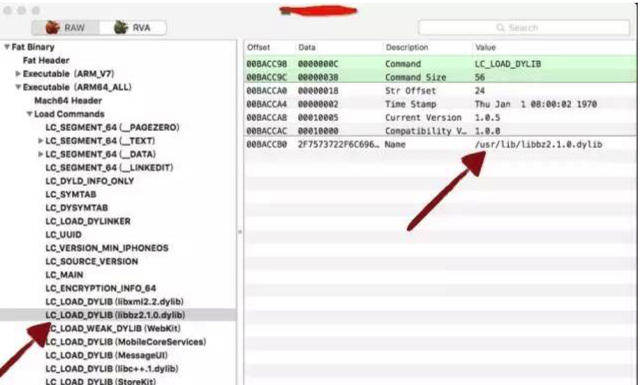 RAW
RVA
Search
Fat Binary
Fat Header
Executable (ARM_V7)
Executable (ARM64_ALL)
Mach64 Header
Load Commands
LC_SEGMENT_64 (__PAGEZERO)
LC_SEGMENT_64 (__TEXT)
LC_SEGMENT_64 (__DATA)
LC_SEGMENT_64 (__LINKEDIT)
LC_DYLD_INFO_ONLY
LC_SYMTAB
LC_DYSYMTAB
LC_LOAD_DYLINKER
LC_UUID
LC_VERSION_MIN_IPHONEOS
LC_SOURCE_VERSION
LC_MAIN
LC_ENCRYPTION_INFO_64
LC_LOAD_DYLIB (libxml2.2.dylib)
LC_LOAD_DYLIB (libbz2.1.0.dylib)
LC_LOAD_WEAK_DYLIB (WebKit)
LC_LOAD_DYLIB (MobileCoreServices)
LC_LOAD_DYLIB (MessageUI)
LC_LOAD_DYLIB (libc++.1.dylib)
LC_LOAD_DYLIB (StoreKit)
Offset Data Description Value
00BACC98 0000000C Command LC_LOAD_DYLIB
00BACC9C 00000038 Command Size 56
00BACCA0 00000018 Str Offset 24
00BACCA4 00000002 Time Stamp Thu Jan 1 08:00:02 1970
00BACCA8 00010005 Current Version 1.0.5
00BACCAC 00010000 Compatibility V... 1.0.0
00BACCB0 2F7573722F6C696... Name /usr/lib/libbz2.1.0.dylib